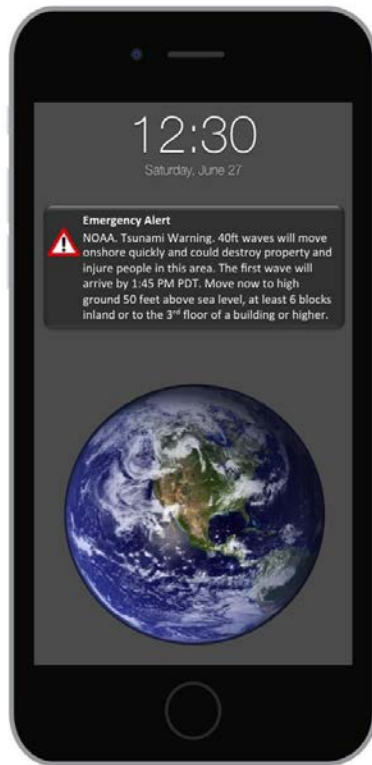 12:30
Saturday, June 27
Emergency Alert
NOAA. Tsunami Warning. 40ft waves will move
onshore quickly and could destroy property and
injure people in this area. The first wave will
arrive by 1:45 PM PDT. Move now to high
ground 50 feet above sea level, at least 6 blocks
inland or to the 3rd floor of a building or higher.